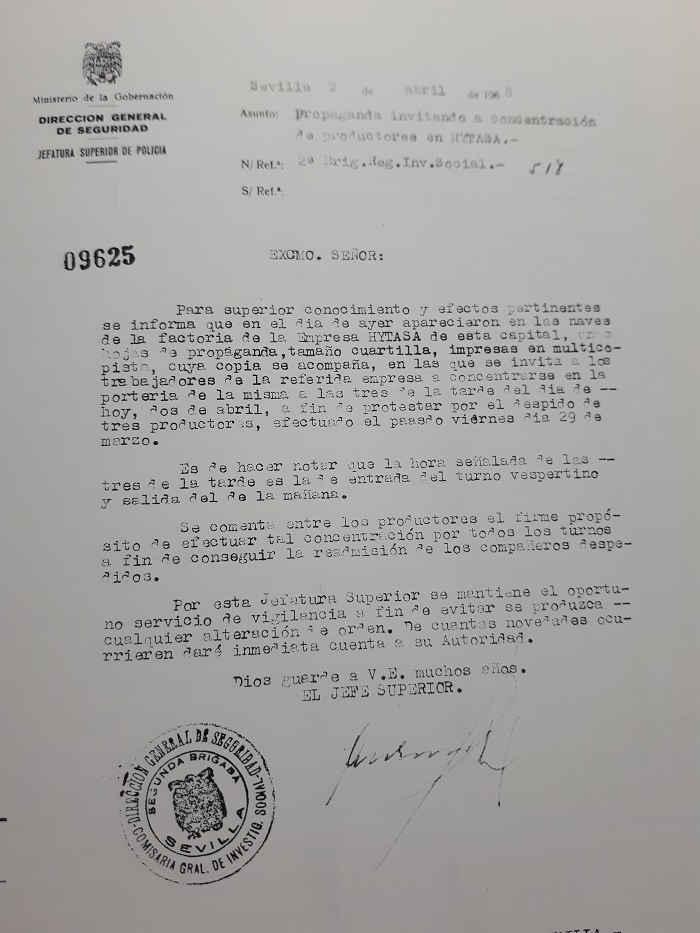 Ministerio de la Gobernación
DIRECCION GENERAL
DE SEGURIDAD
JEFATURA SUPERIOR DE POLICIA
Sevilla 2 de abril de 1968
Asunto: Propaganda invitando a concentración
de productores en HYTASA.-
N/ Ref.ª: 2ª Brig.Reg.Inv.Social.- 518
S/ Ref.ª:
09625
EXCMO. SEÑOR:
Para superior conocimiento y efectos pertinentes
se informa que en el dia de ayer aparecieron en las naves
de la factoria de la Empresa HYTASA de esta capital, unas
hojas de propáganda,tamaño cuartilla, impresas en multico-
pista, cuya copia se acompaña, en las que se invita a los
trabajadores de la referida empresa a concentrarse en la
porteria de la misma a las tres de la tarde del dia de --
hoy, dos de abril, a fin de protestar por el despido de
tres productores, efectuado el pasado viernes dia 29 de
marzo.
Es de hacer notar que la hora señalada de las --
tres de la tarde es la de entrada del turno vespertino
y salida del de la mañana.
Se comenta entre los productores el firme propó-
sito de efectuar tal concentración por todos los turnos
a fin de conseguir la readmisión de los compañeros despe-
didos.
Por esta Jefatura Superior se mantiene el oportu-
no servicio de vigilancia a fin de evitar se produzca --
cualquier alteración de orden. De cuantas novedades ocu-
rrieren daré inmediata cuenta a su Autoridad.
Dios guarde a V.E. muchos años.
EL JEFE SUPERIOR.
DIRECCION GENERAL DE SEGURIDAD
COMISARIA GRAL. DE INVESTIG. SOCIAL
SEGUNDA BRIGADA
SEVILLA